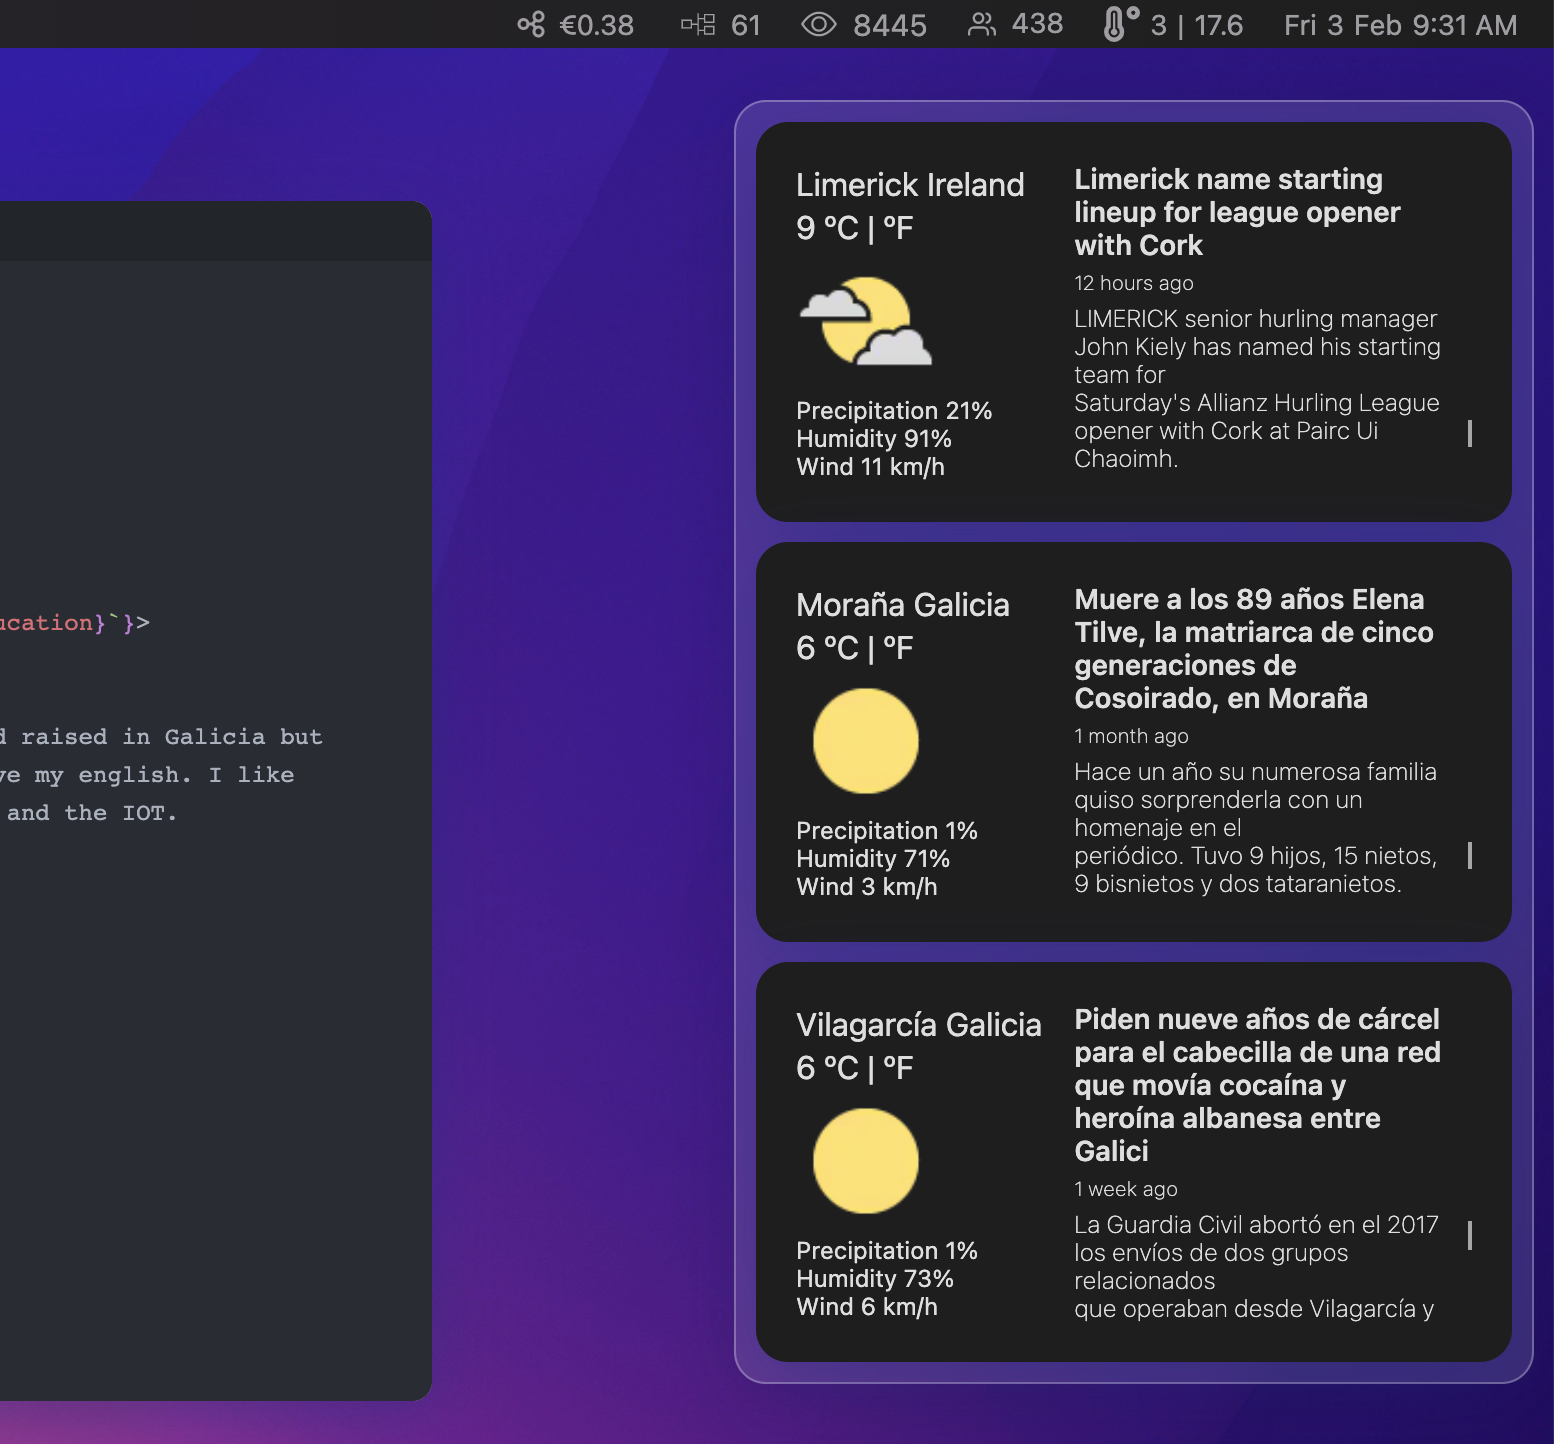 €0.38 61 8445 438 3 | 17.6 Fri 3 Feb 9:31 AM
ucation}`}>
d raised in Galicia but
ve my english. I like
and the IOT.
Limerick Ireland
9 °C | °F
Precipitation 21%
Humidity 91%
Wind 11 km/h
Limerick name starting
lineup for league opener
with Cork
12 hours ago
LIMERICK senior hurling manager
John Kiely has named his starting
team for
Saturday's Allianz Hurling League
opener with Cork at Pairc Ui
Chaoimh.
Moraña Galicia
6 °C | °F
Precipitation 1%
Humidity 71%
Wind 3 km/h
Muere a los 89 años Elena
Tilve, la matriarca de cinco
generaciones de
Cosoirado, en Moraña
1 month ago
Hace un año su numerosa familia
quiso sorprenderla con un
homenaje en el
periódico. Tuvo 9 hijos, 15 nietos,
9 bisnietos y dos tataranietos.
Vilagarcía Galicia
6 °C | °F
Precipitation 1%
Humidity 73%
Wind 6 km/h
Piden nueve años de cárcel
para el cabecilla de una red
que movía cocaína y
heroína albanesa entre
Galici
1 week ago
La Guardia Civil abortó en el 2017
los envíos de dos grupos
relacionados
que operaban desde Vilagarcía y